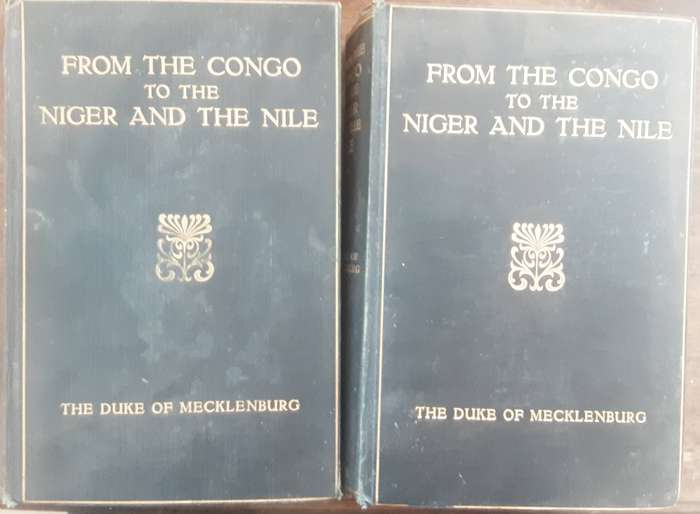 FROM THE CONGO
TO THE
NIGER AND THE NILE
THE DUKE OF MECKLENBURG
FROM THE CONGO
TO THE
NIGER AND THE NILE
THE DUKE OF MECKLENBURG